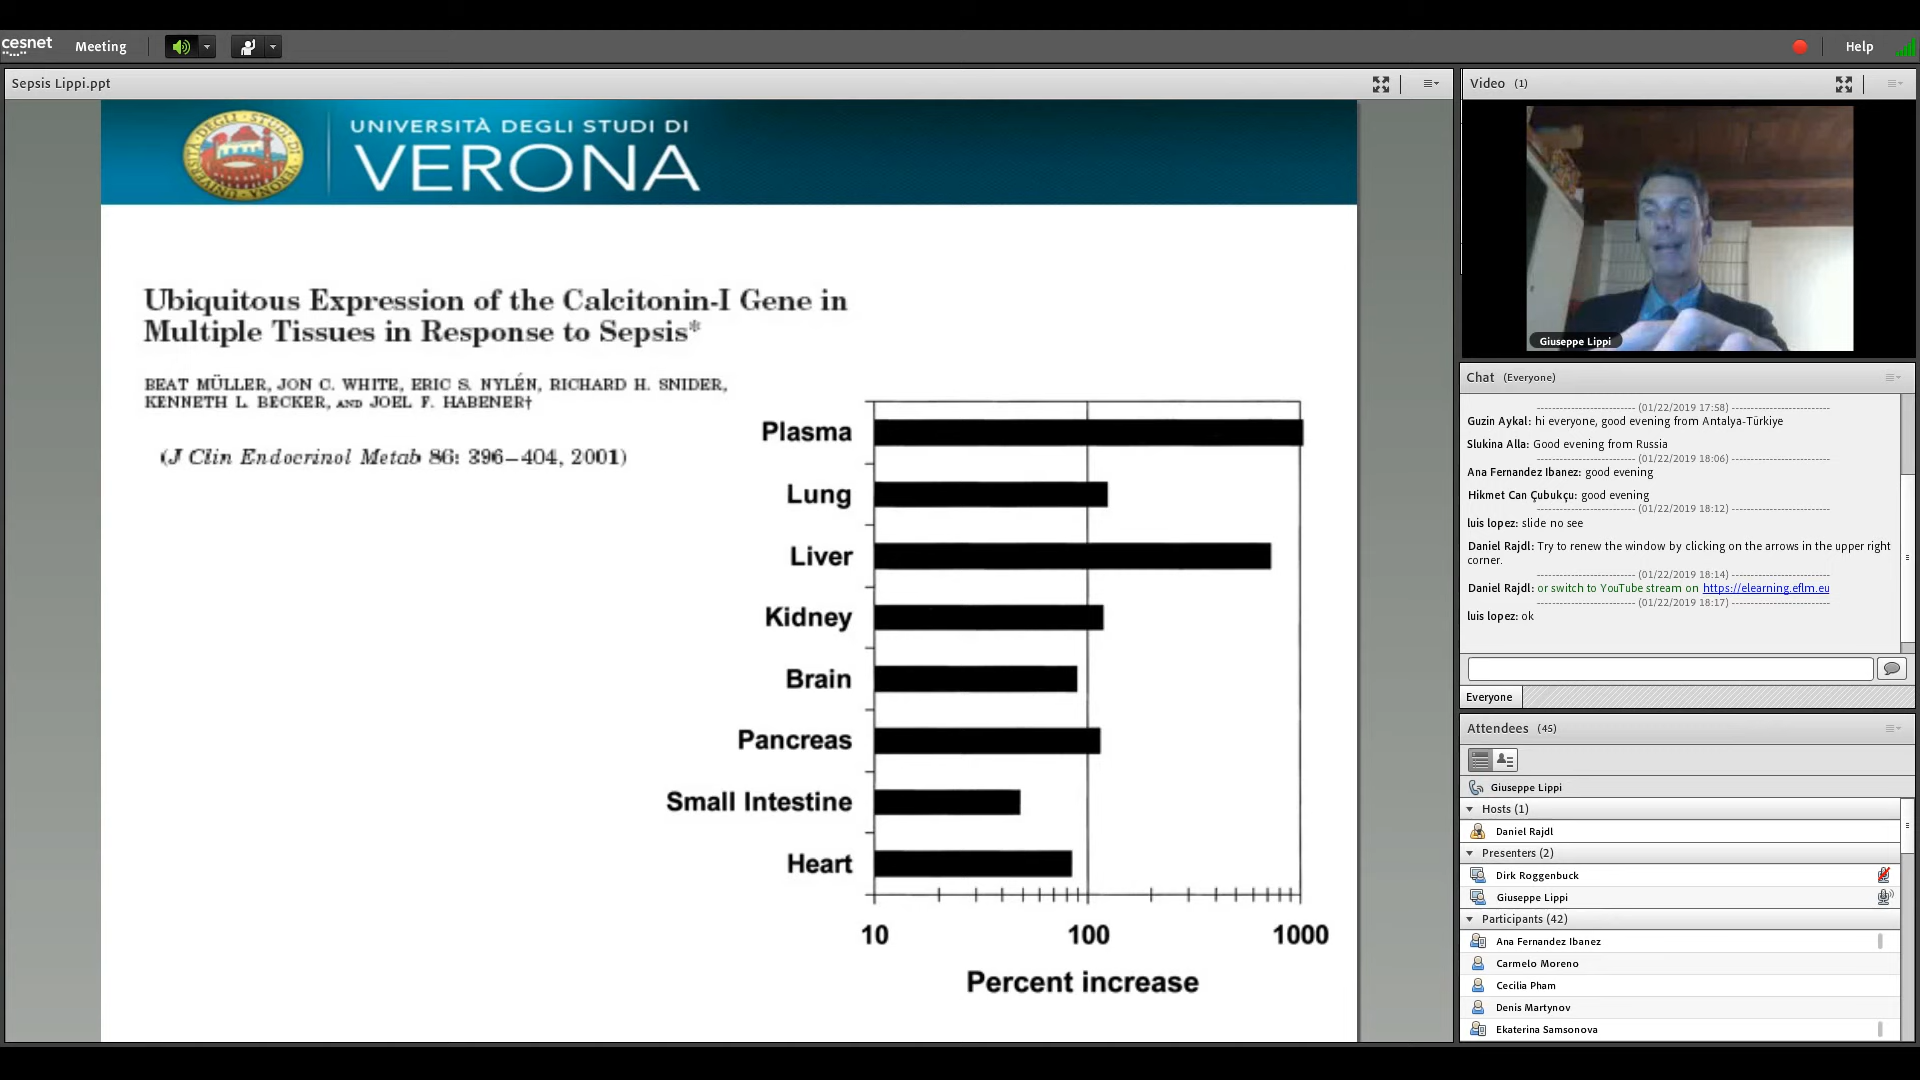 cesnet
Meeting
Help
Sepsis Lippi.ppt
UNIVERSITÀ DEGLI STUDI DI
VERONA
Ubiquitous Expression of the Calcitonin-I Gene in
Multiple Tissues in Response to Sepsis*
BEAT MÜLLER, JON C. WHITE, ERIC S. NYLÉN, RICHARD H. SNIDER,
KENNETH L. BECKER, AND JOEL F. HABENER†
(J Clin Endocrinol Metab 86: 396–404, 2001)
Plasma
Lung
Liver
Kidney
Brain
Pancreas
Small Intestine
Heart
10 100 1000
Percent increase
Video (1)
Giuseppe Lippi
Chat (Everyone)
------------------------ (01/22/2019 17:58) ------------------------
Guzin Aykal: hi everyone, good evening from Antalya-Türkiye
Slukina Alla: Good evening from Russia
------------------------ (01/22/2019 18:06) ------------------------
Ana Fernandez Ibanez: good evening
Hikmet Can Çubukçu: good evening
------------------------ (01/22/2019 18:12) ------------------------
luis lopez: slide no see
Daniel Rajdl: Try to renew the window by clicking on the arrows in the upper right
corner.
------------------------ (01/22/2019 18:14) ------------------------
Daniel Rajdl: or switch to YouTube stream on https://elearning.eflm.eu
------------------------ (01/22/2019 18:17) ------------------------
luis lopez: ok
Everyone
Attendees (45)
Giuseppe Lippi
Hosts (1)
Daniel Rajdl
Presenters (2)
Dirk Roggenbuck
Giuseppe Lippi
Participants (42)
Ana Fernandez Ibanez
Carmelo Moreno
Cecilia Pham
Denis Martynov
Ekaterina Samsonova